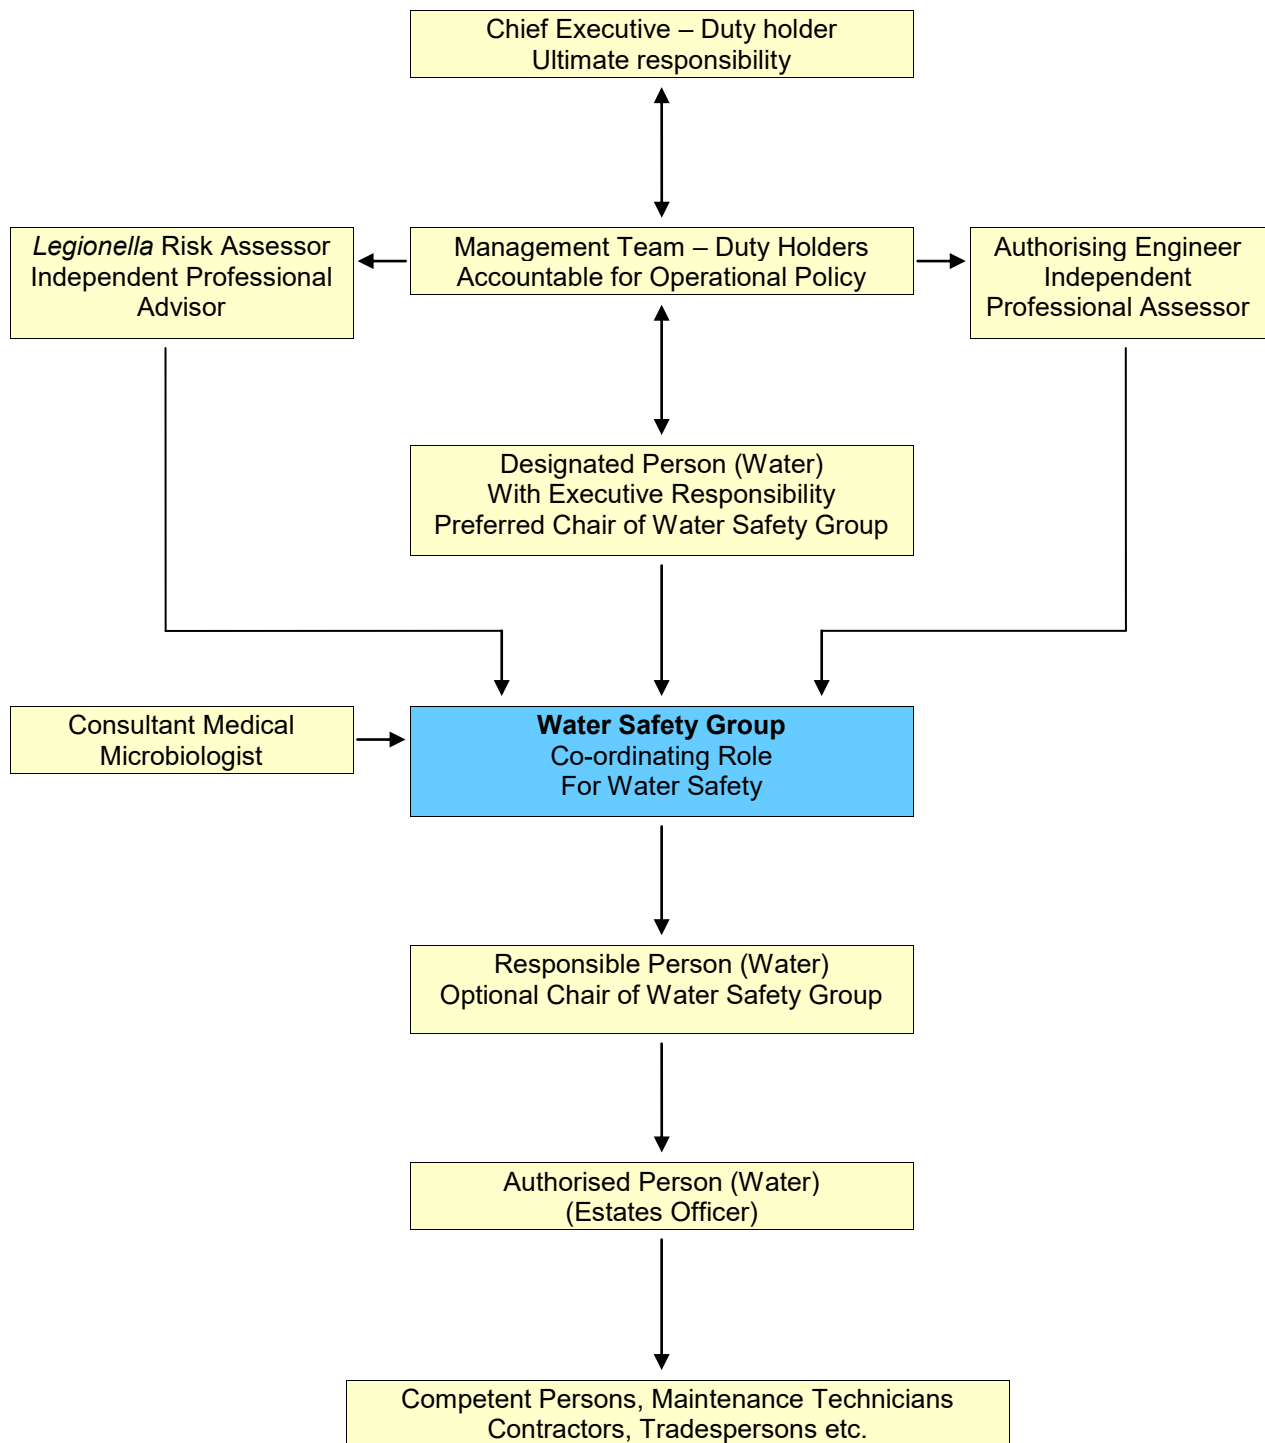 Chief Executive – Duty holder
Ultimate responsibility
Legionella Risk Assessor
Independent Professional
Advisor
Management Team – Duty Holders
Accountable for Operational Policy
Authorising Engineer
Independent
Professional Assessor
Designated Person (Water)
With Executive Responsibility
Preferred Chair of Water Safety Group
Consultant Medical
Microbiologist
Water Safety Group
Co-ordinating Role
For Water Safety
Responsible Person (Water)
Optional Chair of Water Safety Group
Authorised Person (Water)
(Estates Officer)
Competent Persons, Maintenance Technicians
Contractors, Tradespersons etc.